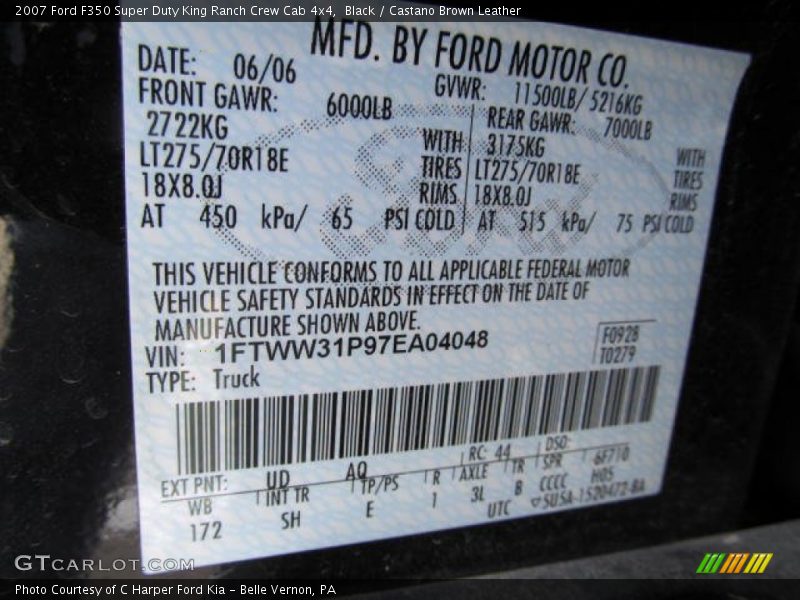 2007 Ford F350 Super Duty King Ranch Crew Cab 4x4, Black / Castano Brown Leather
MFD. BY FORD MOTOR CO.
DATE: 06/06 GVWR: 11500LB/ 5216KG
FRONT GAWR: 6000LB REAR GAWR: 7000LB
2722KG WITH 3175KG WITH
LT275/70R18E TIRES LT275/70R18E TIRES
18X8.0J RIMS 18X8.0J RIMS
AT 450 kPa/ 65 PSI COLD AT 515 kPa/ 75 PSI COLD
THIS VEHICLE CONFORMS TO ALL APPLICABLE FEDERAL MOTOR
VEHICLE SAFETY STANDARDS IN EFFECT ON THE DATE OF
MANUFACTURE SHOWN ABOVE.
VIN: 1FTWW31P97EA04048 F0928
TYPE: Truck T0279
EXT PNT: UD AQ RC: 44 DSO:
WB INT TR TP/PS R AXLE TR SPR 6F710
172 SH E 1 3L B CCCC H05
UTC ▽5U5A-1520472-BA
GTCARLOT.COM
Photo Courtesy of C Harper Ford Kia – Belle Vernon, PA